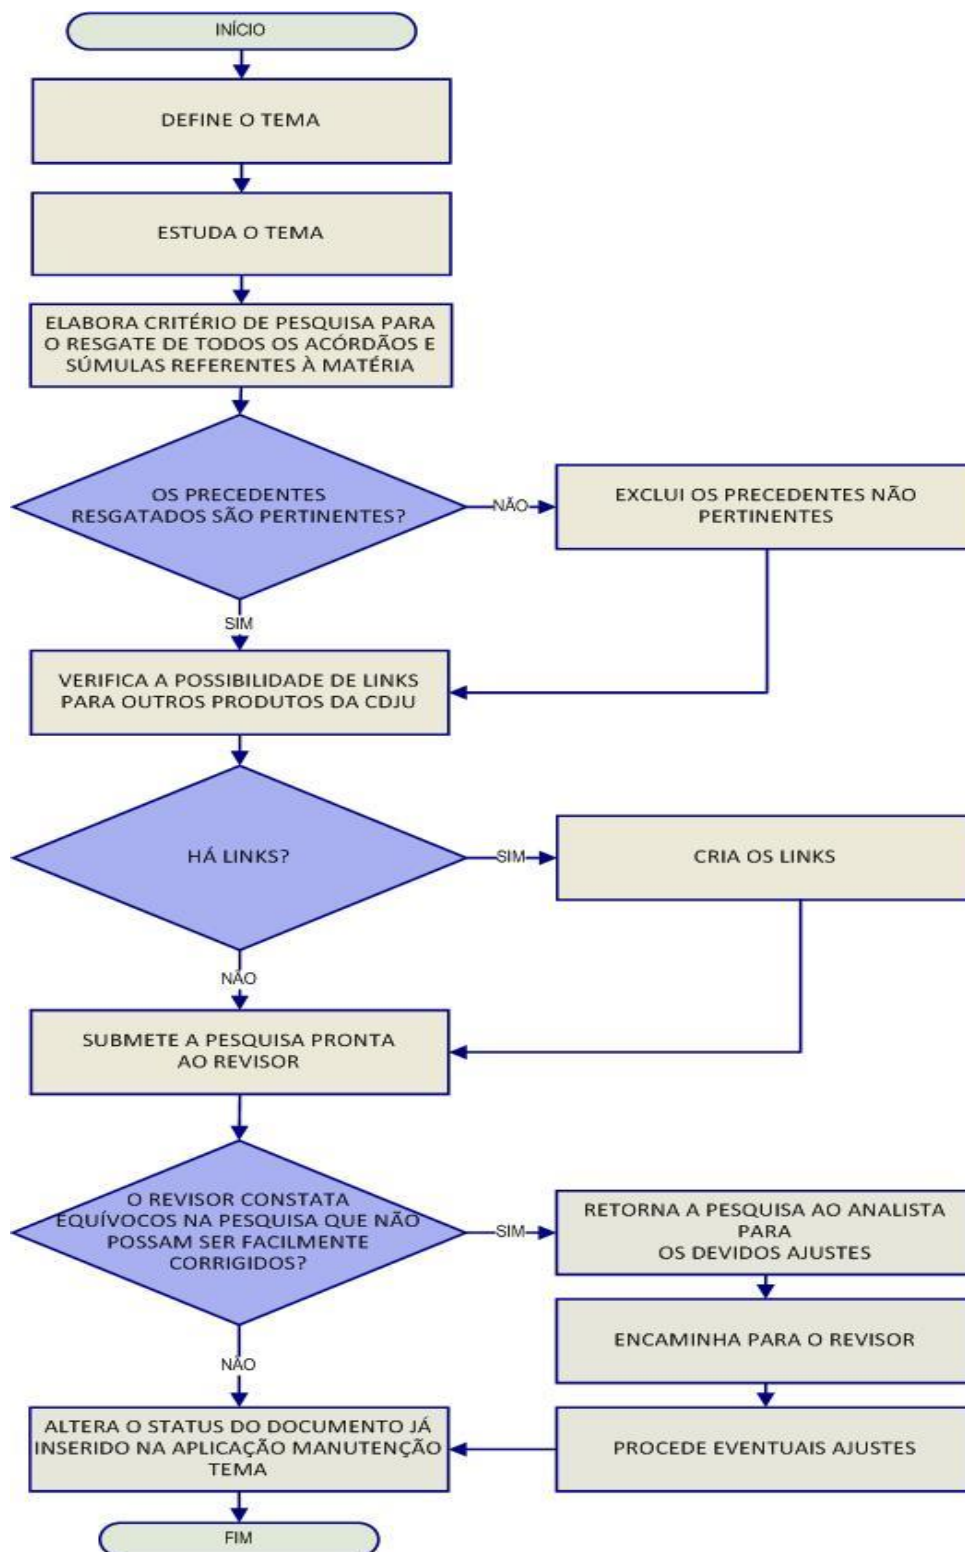 INÍCIO
DEFINE O TEMA
ESTUDA O TEMA
ELABORA CRITÉRIO DE PESQUISA PARA
O RESGATE DE TODOS OS ACÓRDÃOS E
SÚMULAS REFERENTES À MATÉRIA
OS PRECEDENTES
RESGATADOS SÃO PERTINENTES?
NÃO
EXCLUI OS PRECEDENTES NÃO
PERTINENTES
SIM
VERIFICA A POSSIBILIDADE DE LINKS
PARA OUTROS PRODUTOS DA CDJU
HÁ LINKS?
SIM
CRIA OS LINKS
NÃO
SUBMETE A PESQUISA PRONTA
AO REVISOR
O REVISOR CONSTATA
EQUÍVOCOS NA PESQUISA QUE NÃO
POSSAM SER FACILMENTE
CORRIGIDOS?
SIM
RETORNA A PESQUISA AO ANALISTA
PARA
OS DEVIDOS AJUSTES
ENCAMINHA PARA O REVISOR
PROCEDE EVENTUAIS AJUSTES
NÃO
ALTERA O STATUS DO DOCUMENTO JÁ
INSERIDO NA APLICAÇÃO MANUTENÇÃO
TEMA
FIM